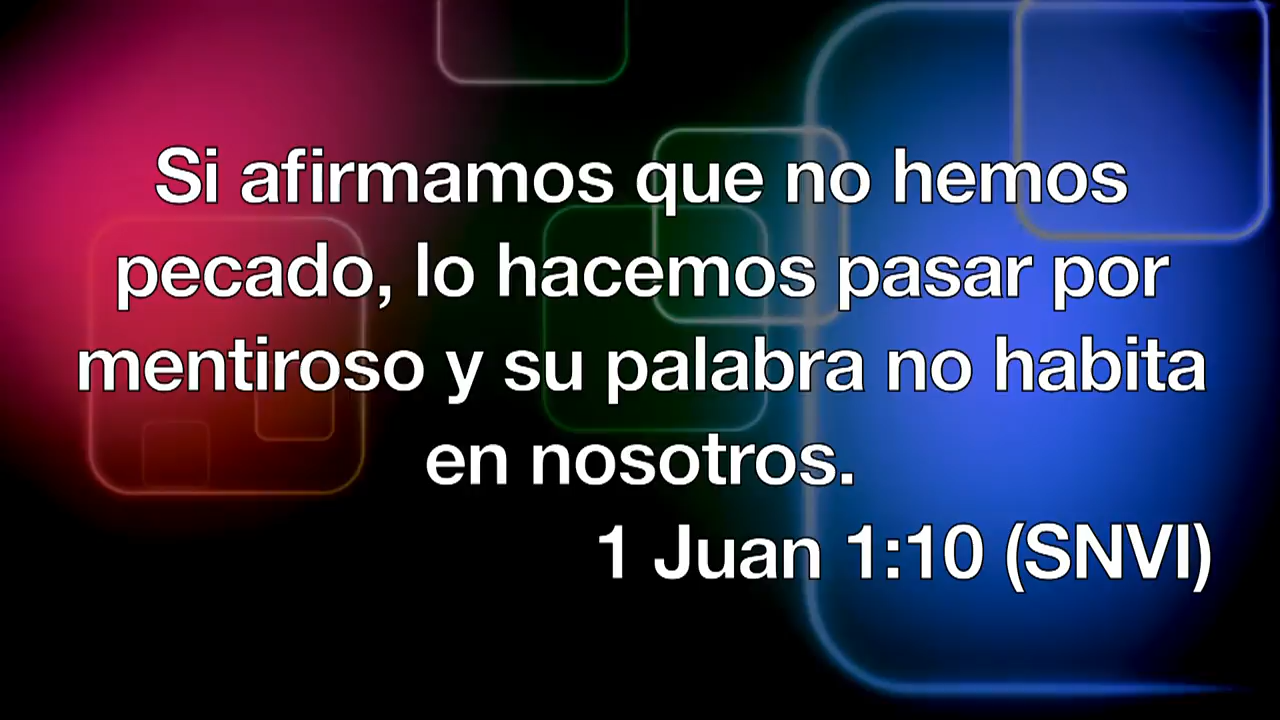 Si afirmamos que no hemos
pecado, lo hacemos pasar por
mentiroso y su palabra no habita
en nosotros.
1 Juan 1:10 (SNVI)